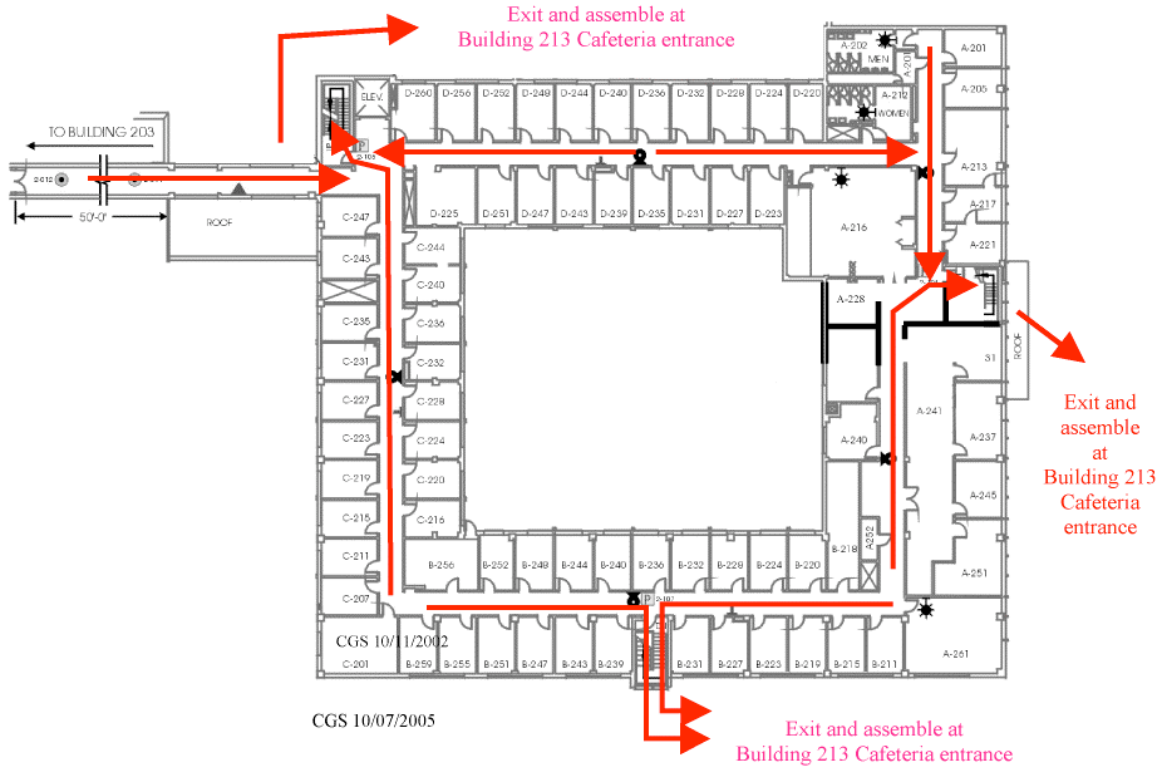 Exit and assemble at
Building 213 Cafeteria entrance
A-202
MEN
A-201
A-205
ELEV.
D-260 D-256 D-252 D-248 D-244 D-240 D-236 D-232 D-228 D-224 D-220
A-212
WOMEN
TO BUILDING 203
A-213
50'-0"
ROOF
C-247
D-225 D-251 D-247 D-243 D-239 D-235 D-231 D-227 D-223
A-217
A-216
A-221
C-243
C-244
C-240
A-228
C-235
C-236
ROOF
C-231
C-232
31
Exit and
assemble
at
Building 213
Cafeteria
entrance
C-227
C-228
A-241
C-223
C-224
A-240
A-237
C-219
C-220
A-245
C-215
C-216
A-252
C-211
B-256 B-252 B-248 B-244 B-240 B-236 B-232 B-228 B-224 B-220 B-218
A-251
C-207
P
CGS 10/11/2002
C-201
B-259 B-255 B-251 B-247 B-243 B-239 B-231 B-227 B-223 B-219 B-215 B-211
A-261
CGS 10/07/2005
Exit and assemble at
Building 213 Cafeteria entrance